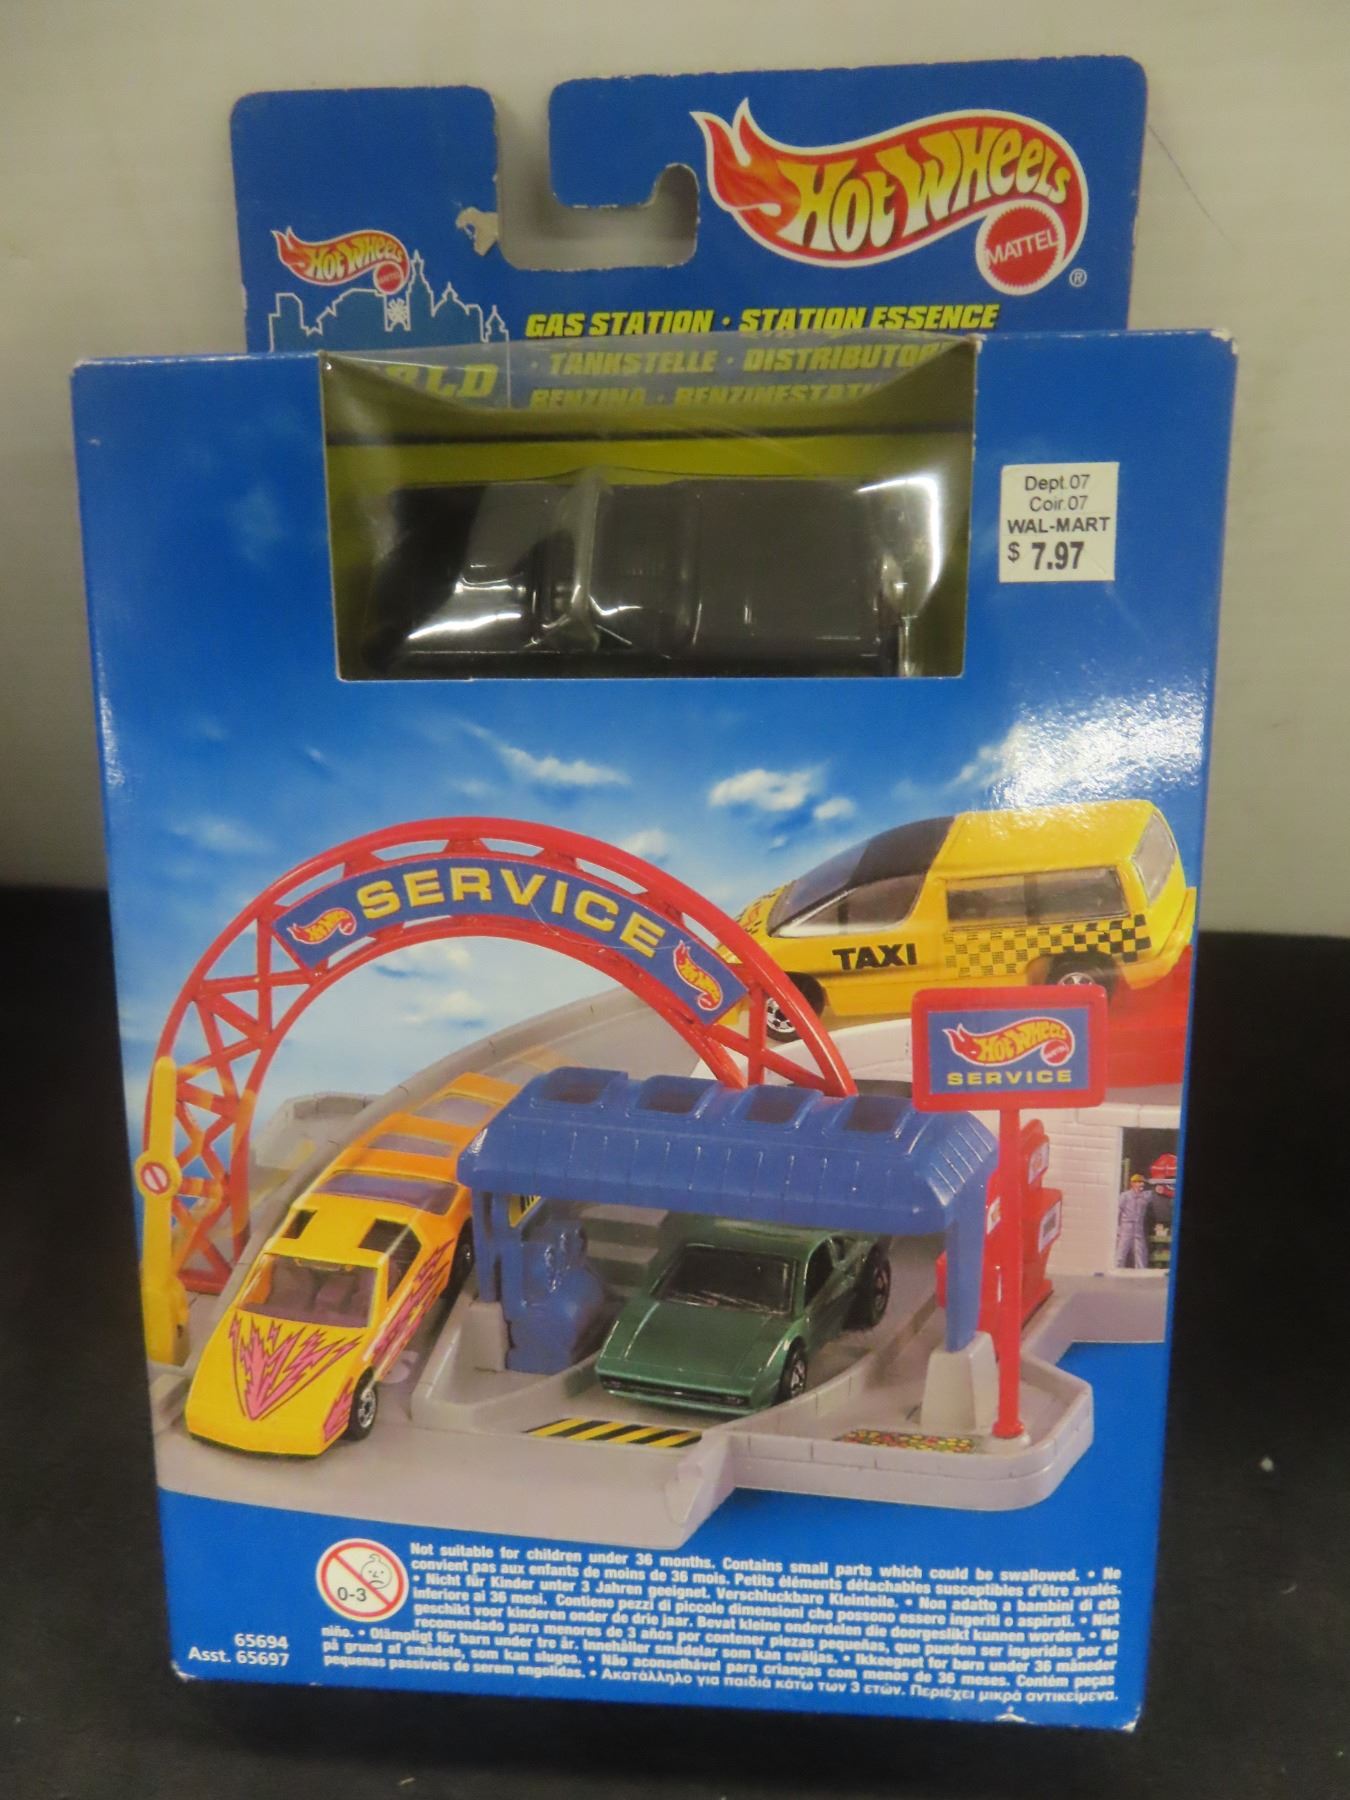 HOT WHEELS
MATTEL
®
HOT WHEELS
MATTEL
GAS STATION • STATION ESSENCE
• TANKSTELLE • DISTRIBUTORE
BENZINA • BENZINESTATI
RLD
Dept.07
Coir.07
WAL-MART
$ 7.97
SERVICE
HOT WHEELS
TAXI
HOT WHEELS
SERVICE
0-3
Not suitable for children under 36 months. Contains small parts which could be swallowed. • Ne
convient pas aux enfants de moins de 36 mois. Petits éléments détachables susceptibles d'être avalés.
• Nicht für Kinder unter 3 Jahren geeignet. Verschluckbare Kleinteile. • Non adatto a bambini di età
inferiore ai 36 mesi. Contiene pezzi di piccole dimensioni che possono essere ingeriti o aspirati. • Niet
geschikt voor kinderen onder de drie jaar. Bevat kleine onderdelen die doorgeslikt kunnen worden. • No
recomendado para menores de 3 años por contener piezas pequeñas, que pueden ser ingeridas por el
niño. • Olämpligt för barn under tre år. Innehåller smådelar som kan sväljas. • Ikkeegnet for børn under 36 måneder
på grund af smådele, som kan sluges. • Não aconselhável para crianças com menos de 36 meses. Contém peças
pequenas passíveis de serem engolidas. • Ακατάλληλο για παιδιά κάτω των 3 ετών. Περιέχει μικρά αντικείμενα.
65694
Asst. 65697